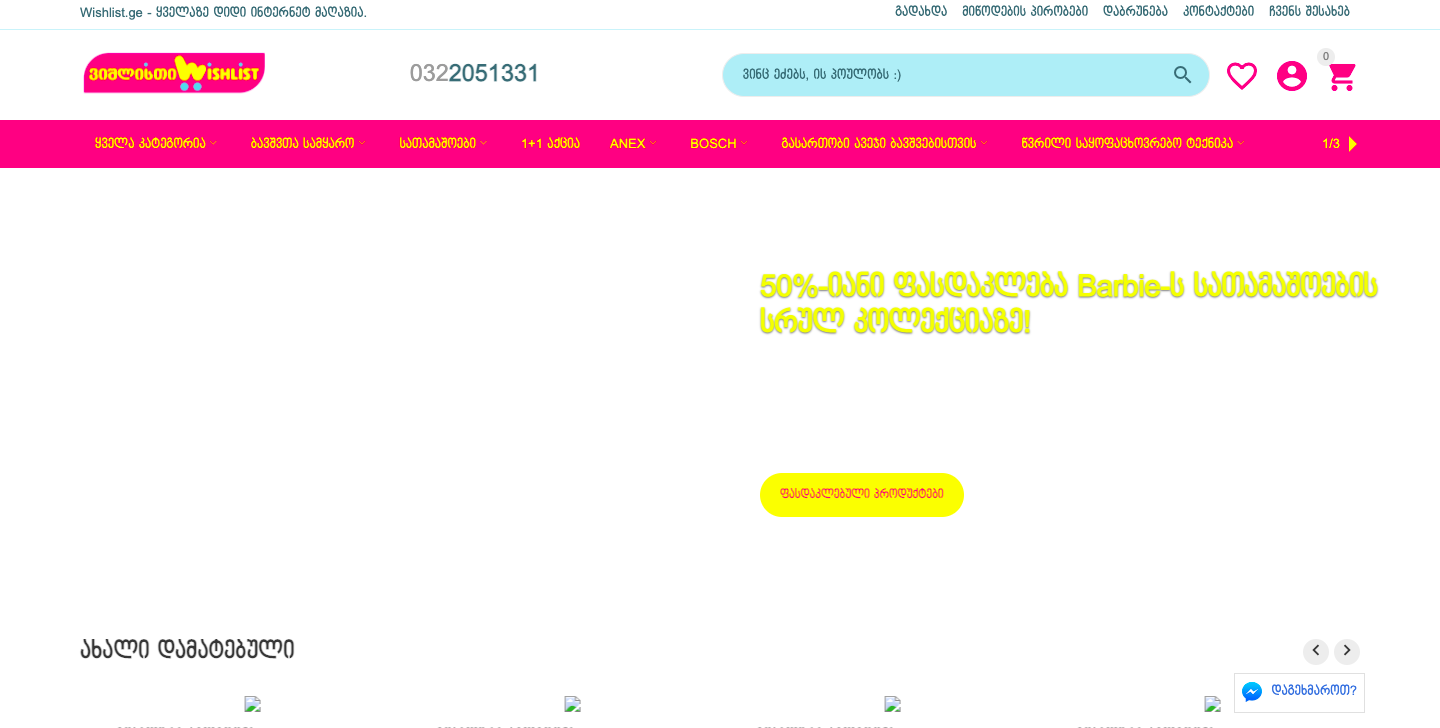 Wishlist.ge - ყველაზე დიდი ინტერნეტ მაღაზია.
გადახდა მიწოდების პირობები დაბრუნება კონტაქტები ჩვენს შესახებ
ვიშლისთი WISHLIST
0322051331
ვინც ეძებს, ის პოულობს :)
0
ყველა კატეგორია ბავშვთა სამყარო სათამაშოები 1+1 აქცია ANEX BOSCH გასართობი ავეჯი ბავშვებისთვის წვრილი საყოფაცხოვრებო ტექნიკა 1/3
50%-იანი ფასდაკლება Barbie-ს სათამაშოების
სრულ კოლექციაზე!
ფასდაკლებული პროდუქტები
ახალი დამატებული
დაგეხმაროთ?